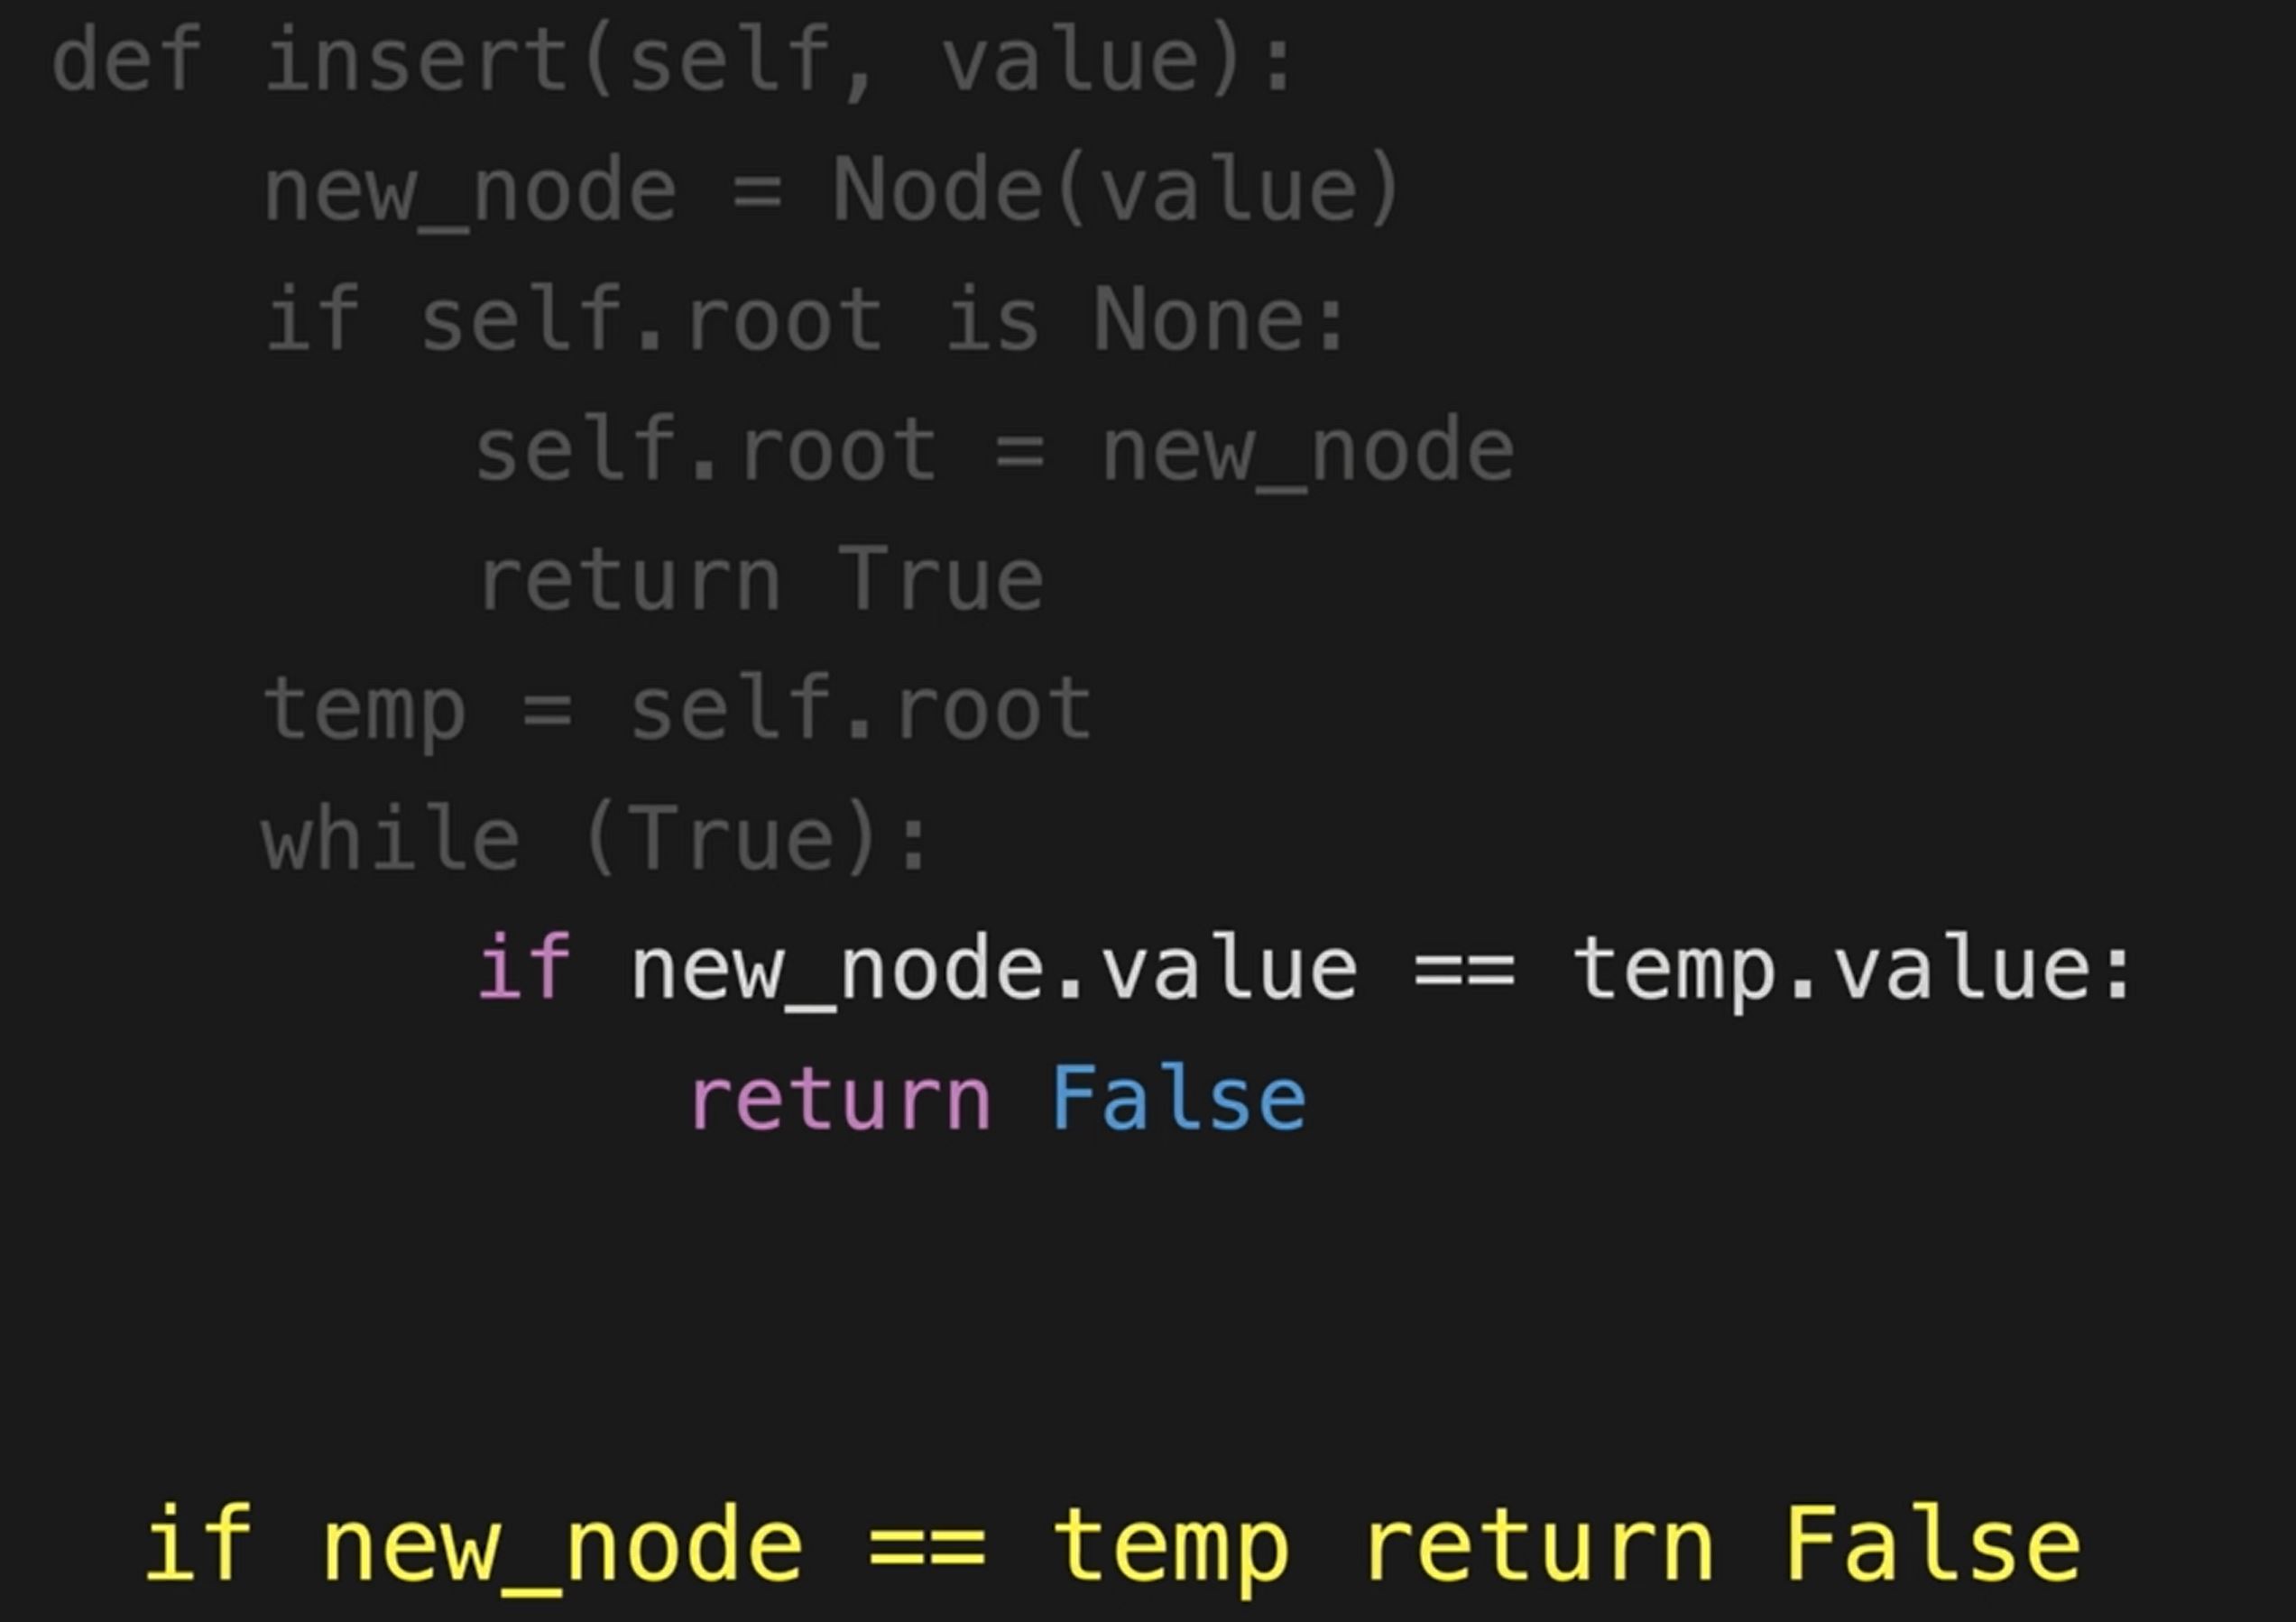 def insert(self, value):
    new_node = Node(value)
    if self.root is None:
        self.root = new_node
        return True
    temp = self.root
    while (True):
        if new_node.value == temp.value:
            return False
if new_node == temp return False